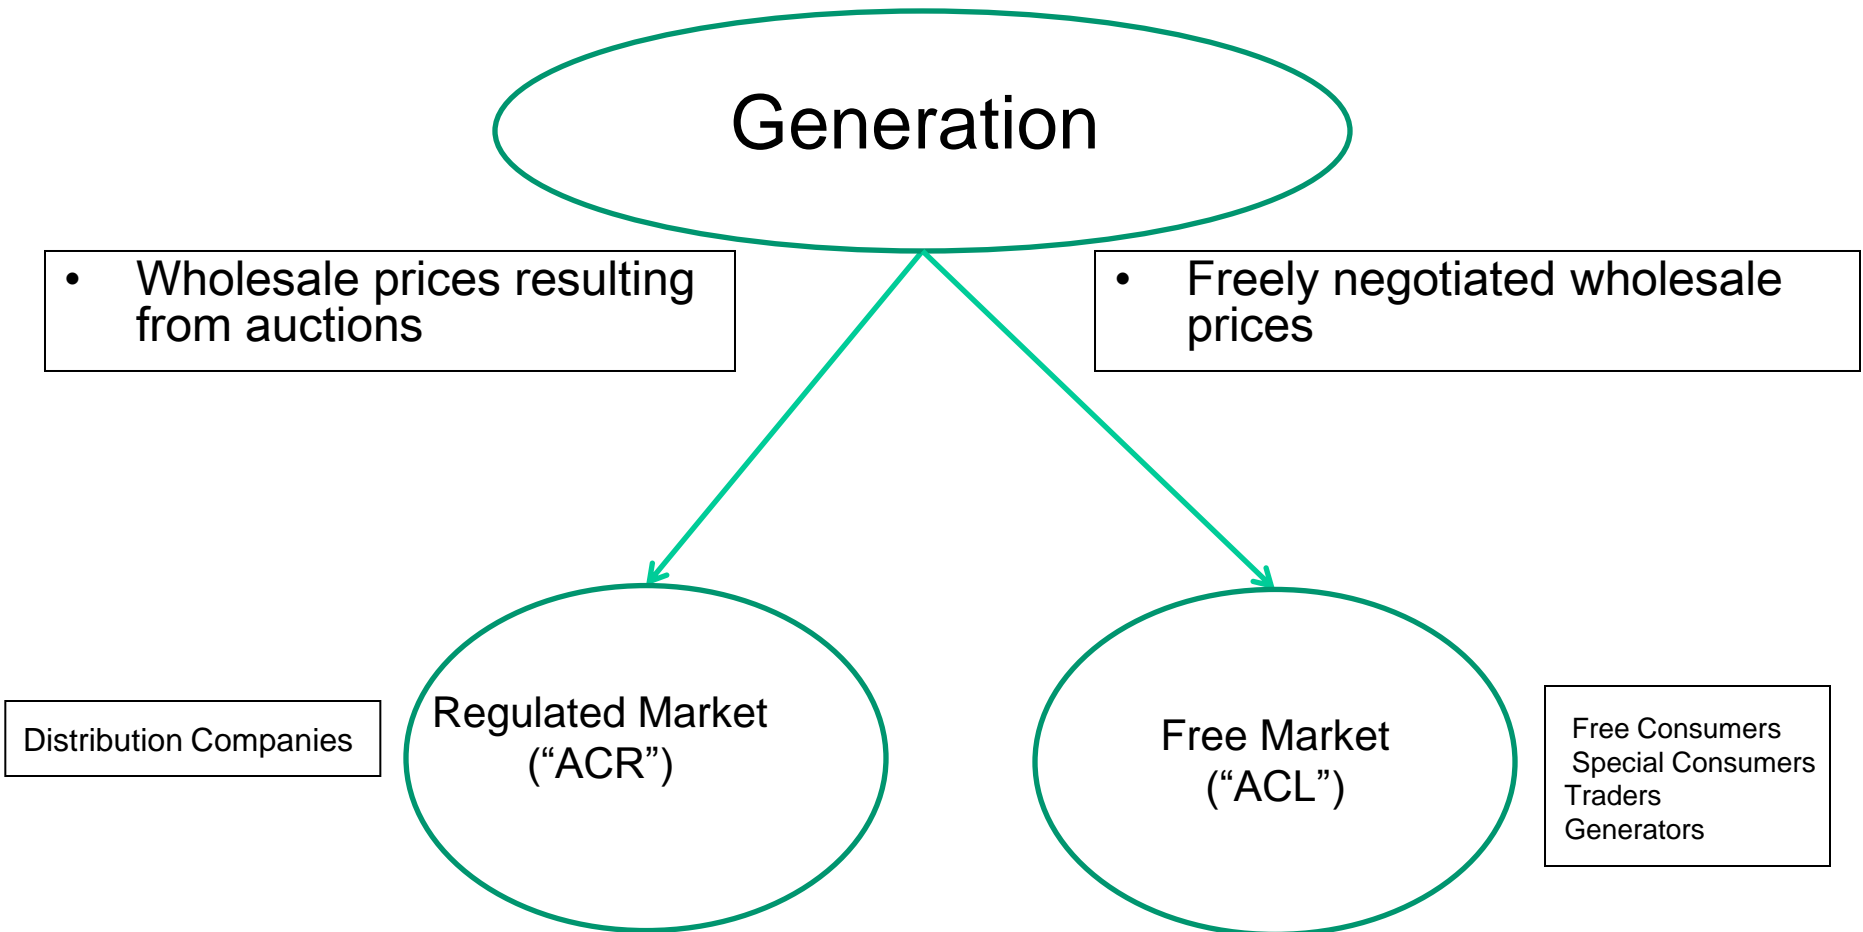 Generation
• Wholesale prices resulting
from auctions
• Freely negotiated wholesale
prices
Distribution Companies
Regulated Market
(“ACR”)
Free Market
(“ACL”)
Free Consumers
Special Consumers
Traders
Generators